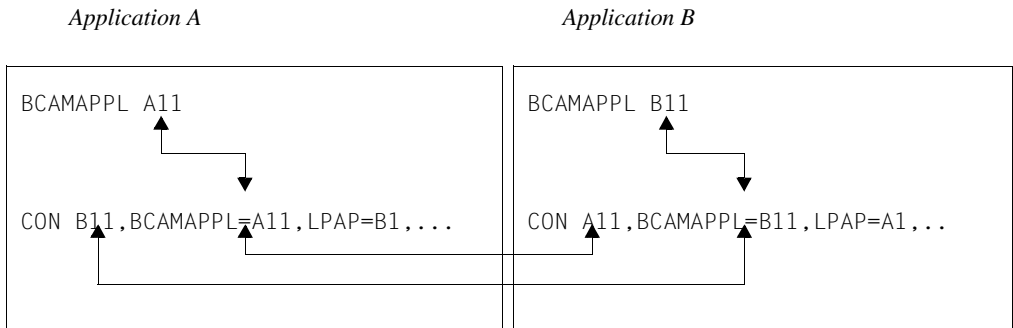 Application A
Application B
BCAMAPPL A11
CON B11,BCAMAPPL=A11,LPAP=B1,...
BCAMAPPL B11
CON A11,BCAMAPPL=B11,LPAP=A1,..